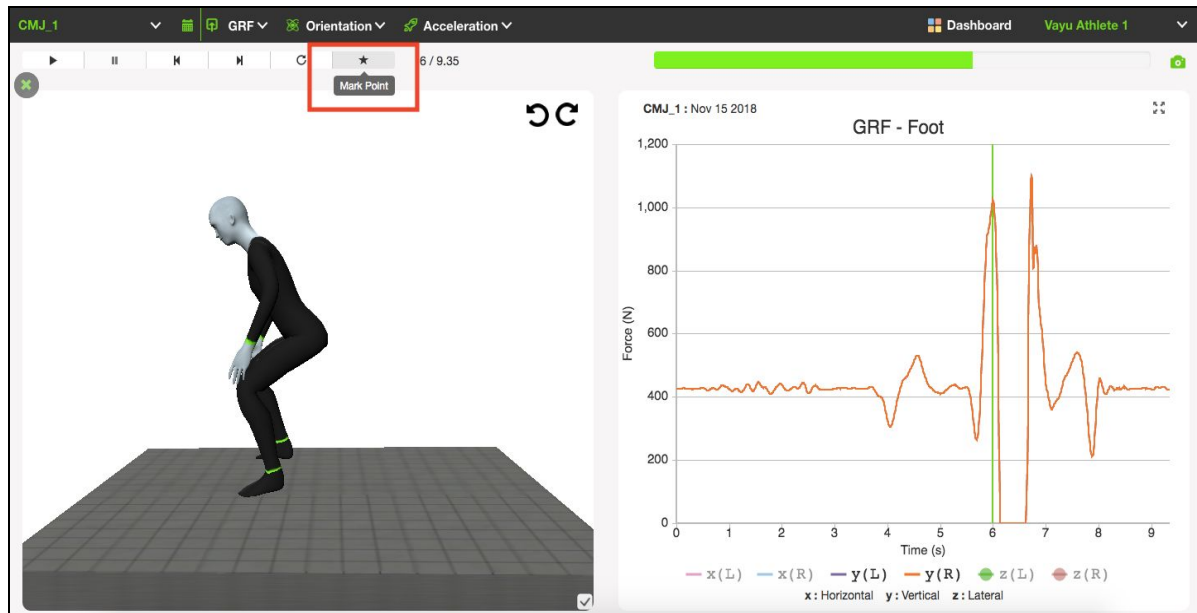 CMJ_1 GRF Orientation Acceleration Dashboard Vayu Athlete 1
6 / 9.35
Mark Point
CMJ_1 : Nov 15 2018
GRF - Foot
1,200
1,000
800
600
400
200
0
Force (N)
0 1 2 3 4 5 6 7 8 9
Time (s)
x(L) x(R) y(L) y(R) z(L) z(R)
x : Horizontal y : Vertical z : Lateral